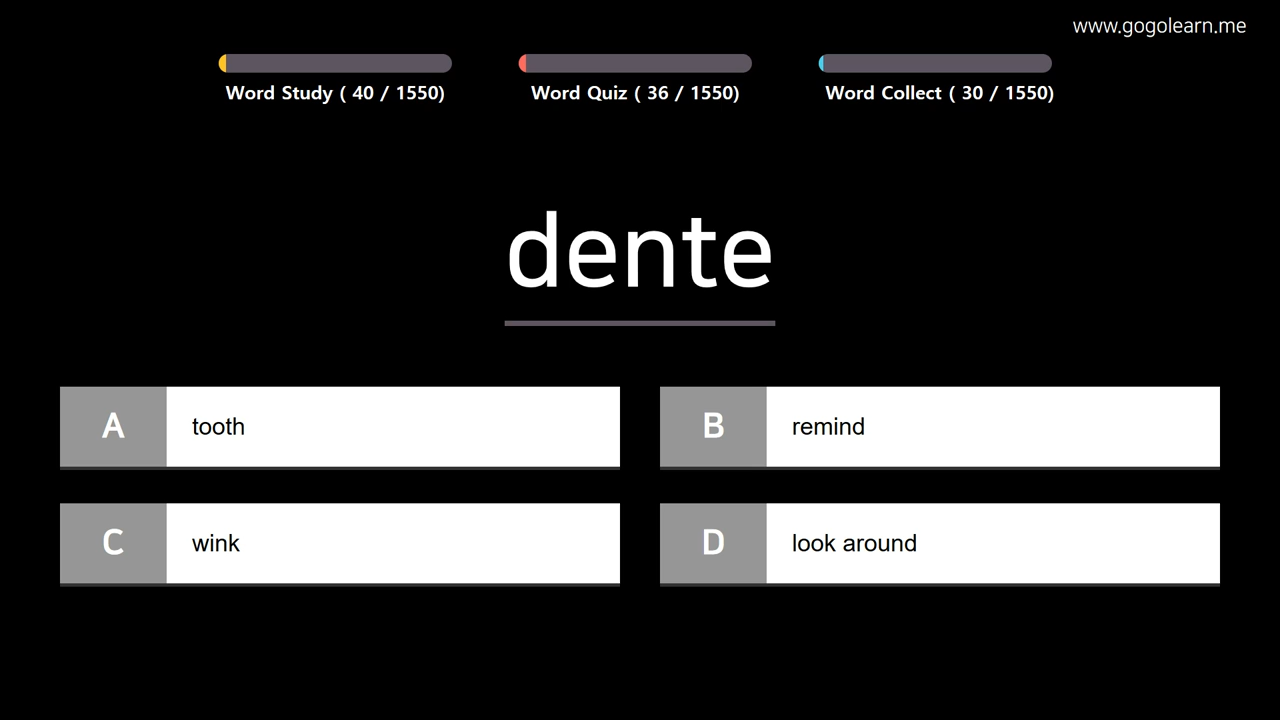 www.gogolearn.me
Word Study ( 40 / 1550)
Word Quiz ( 36 / 1550)
Word Collect ( 30 / 1550)
dente
A
tooth
B
remind
C
wink
D
look around